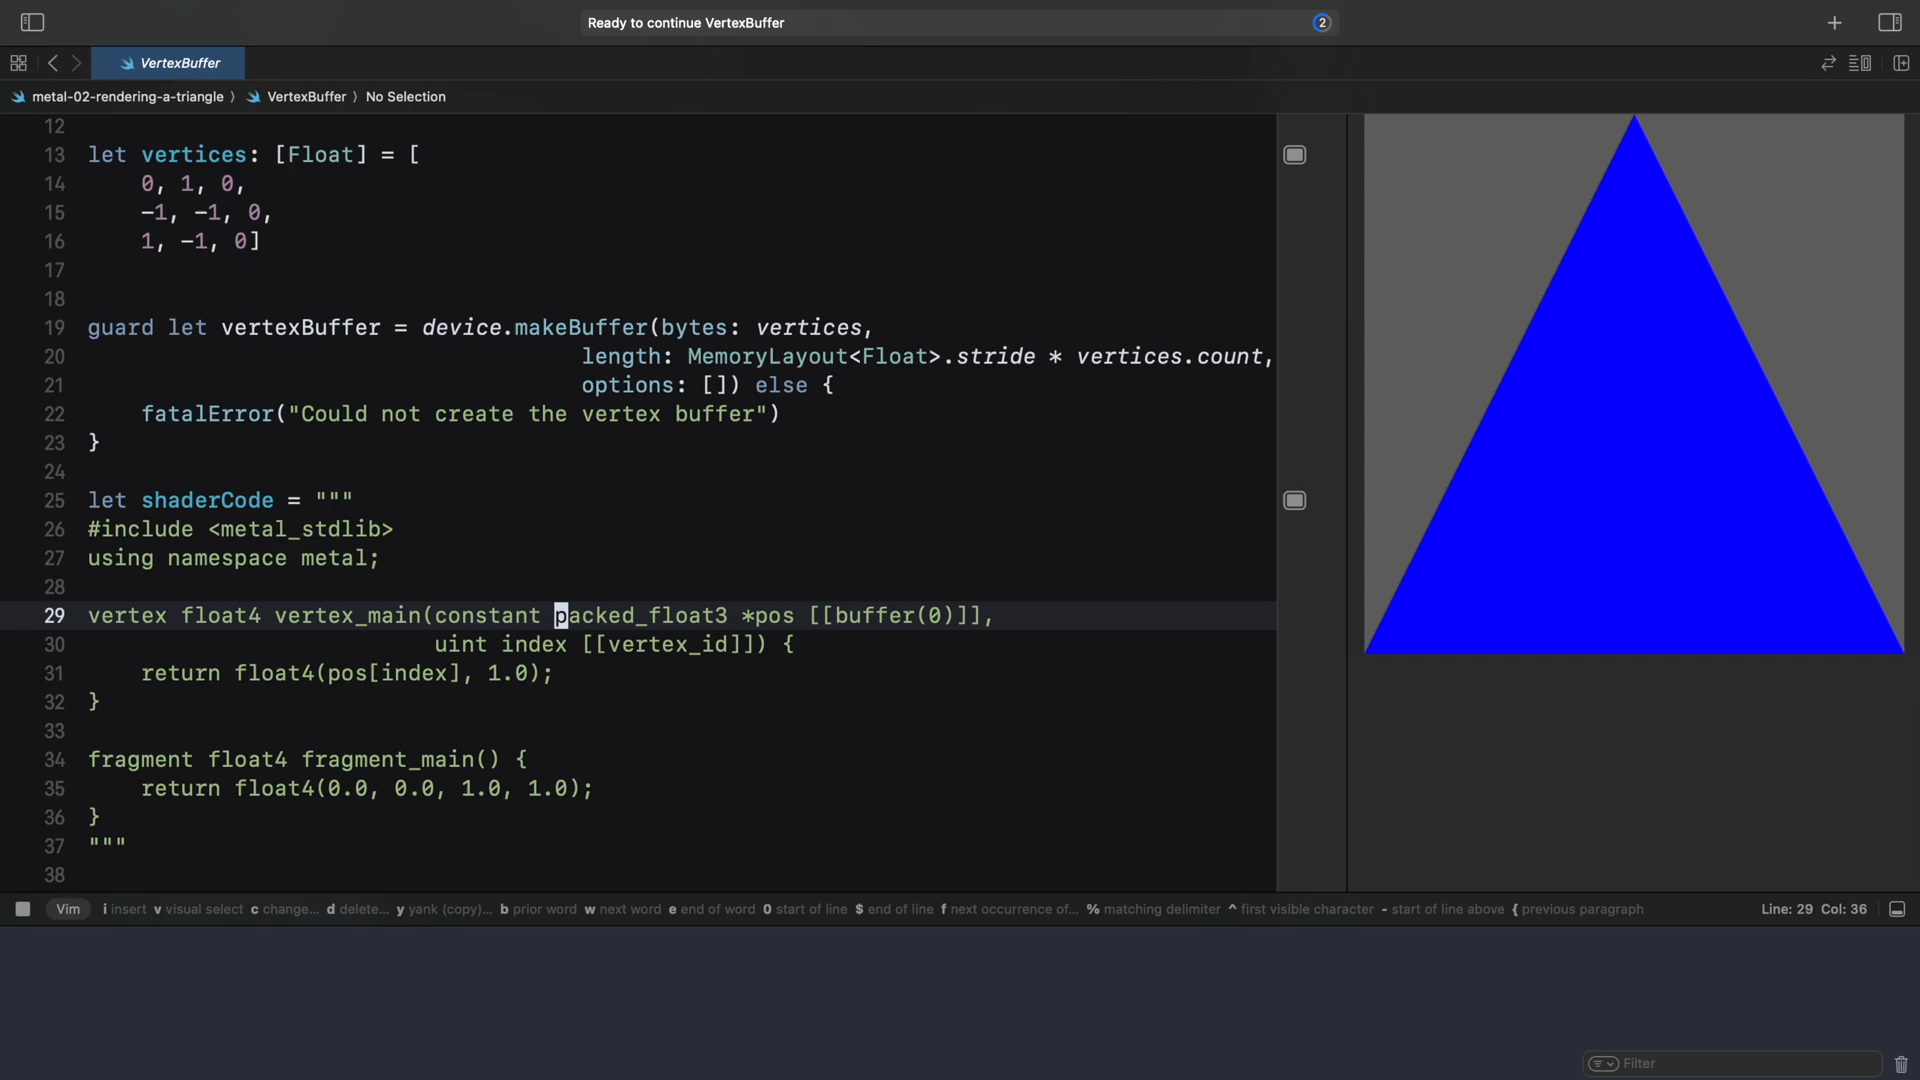 Ready to continue VertexBuffer
2
VertexBuffer
metal-02-rendering-a-triangle ⟩ VertexBuffer ⟩ No Selection
12
13 let vertices: [Float] = [
14     0, 1, 0,
15     -1, -1, 0,
16     1, -1, 0]
17
18
19 guard let vertexBuffer = device.makeBuffer(bytes: vertices,
20                                      length: MemoryLayout<Float>.stride * vertices.count,
21                                      options: []) else {
22     fatalError("Could not create the vertex buffer")
23 }
24
25 let shaderCode = """
26 #include <metal_stdlib>
27 using namespace metal;
28
29 vertex float4 vertex_main(constant packed_float3 *pos [[buffer(0)]],
30                           uint index [[vertex_id]]) {
31     return float4(pos[index], 1.0);
32 }
33
34 fragment float4 fragment_main() {
35     return float4(0.0, 0.0, 1.0, 1.0);
36 }
37 """
38
Vim i insert v visual select c change... d delete... y yank (copy)... b prior word w next word e end of word 0 start of line $ end of line f next occurrence of... % matching delimiter ^ first visible character - start of line above { previous paragraph Line: 29 Col: 36
Filter